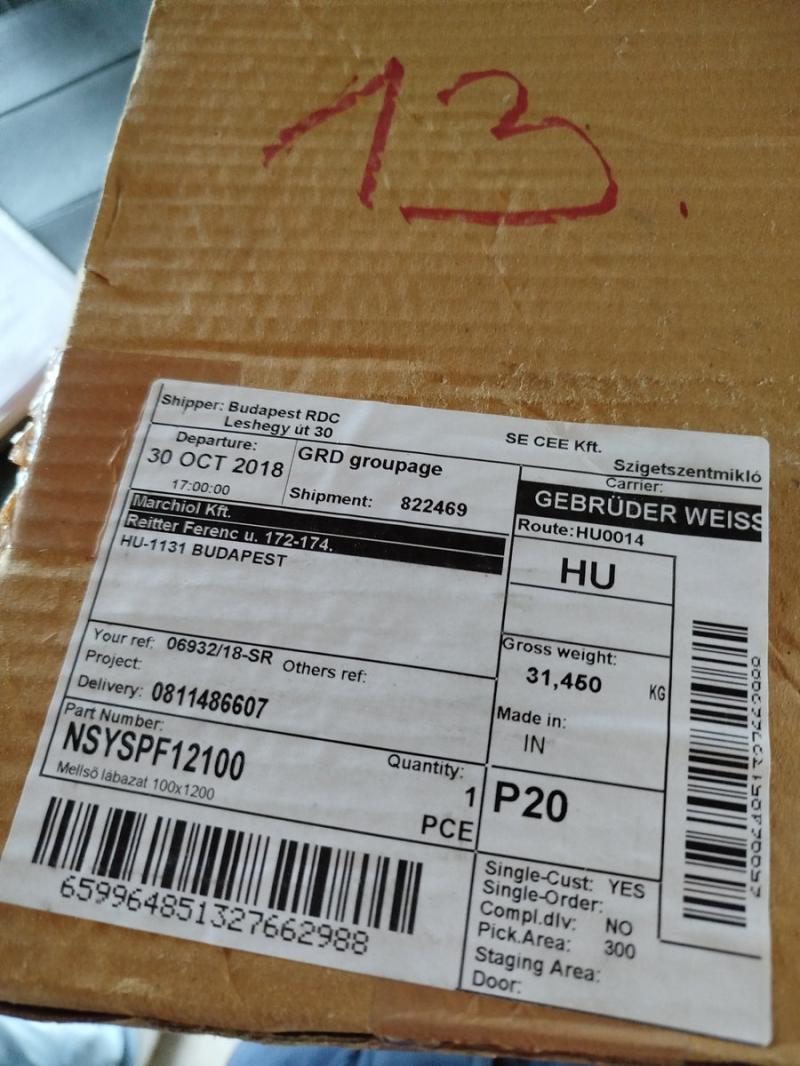 13.
Shipper: Budapest RDC
Leshegy út 30
SE CEE Kft.
Szigetszentmikló
Departure:
30 OCT 2018
17:00:00
GRD groupage
Shipment: 822469
Carrier:
GEBRÜDER WEISS
Marchiol Kft.
Reitter Ferenc u. 172-174.
HU-1131 BUDAPEST
Route:HU0014
HU
Your ref: 06932/18-SR Others ref:
Project:
Delivery: 0811486607
Gross weight:
31,450 KG
Made in:
IN
Part Number:
NSYSPF12100
Mellső lábazat 100x1200
Quantity:
1
PCE
P20
659964851327662988
Single-Cust: YES
Single-Order:
Compl.dlv: NO
Pick.Area: 300
Staging Area:
Door: